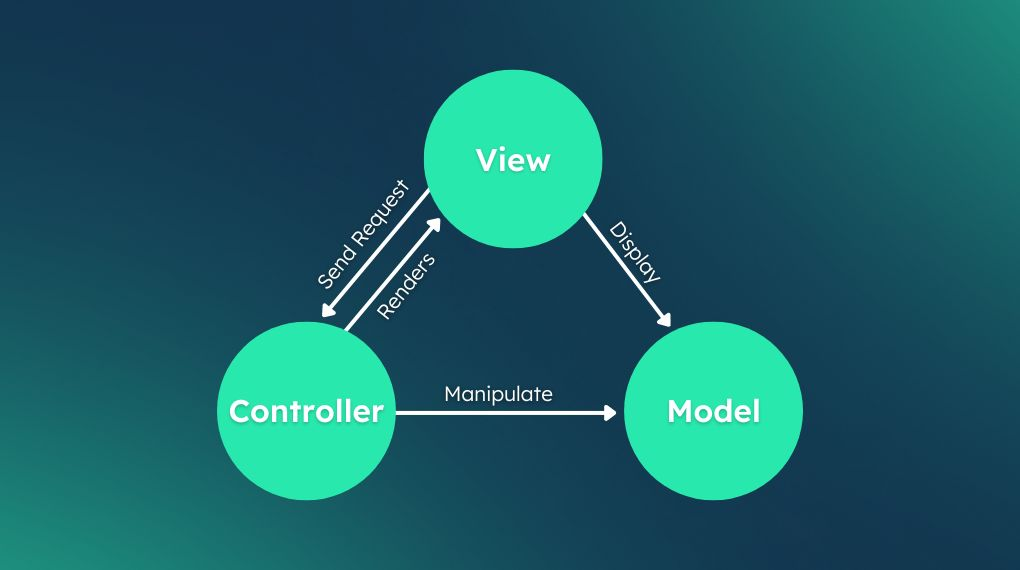 View
Send Request
Renders
Display
Controller
Manipulate
Model